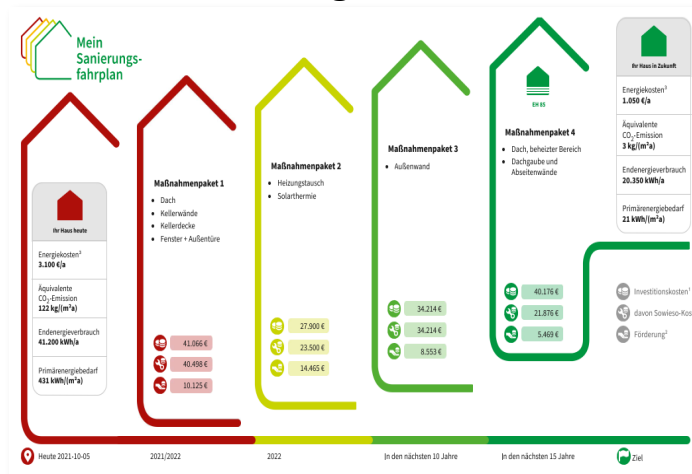 Mein
Sanierungs-
fahrplan
Ihr Haus heute
Energiekosten³
3.100 €/a
Äquivalente
CO₂-Emission
122 kg/(m²a)
Endenergieverbrauch
41.200 kWh/a
Primärenergiebedarf
431 kWh/(m²a)
Maßnahmenpaket 1
• Dach
• Kellerwände
• Kellerdecke
• Fenster + Außentüre
41.066 €
40.498 €
10.125 €
Maßnahmenpaket 2
• Heizungstausch
• Solarthermie
27.900 €
23.500 €
14.465 €
Maßnahmenpaket 3
• Außenwand
34.214 €
34.214 €
8.553 €
EH 85
Maßnahmenpaket 4
• Dach, beheizter Bereich
• Dachgaube und
Abseitenwände
40.176 €
21.876 €
5.469 €
Ihr Haus in Zukunft
Energiekosten³
1.050 €/a
Äquivalente
CO₂-Emission
3 kg/(m²a)
Endenergieverbrauch
20.350 kWh/a
Primärenergiebedarf
21 kWh/(m²a)
Investitionskosten¹
davon Sowieso-Kos
Förderung²
Heute 2021-10-05
2021/2022
2022
In den nächsten 10 Jahre
In den nächsten 15 Jahre
Ziel